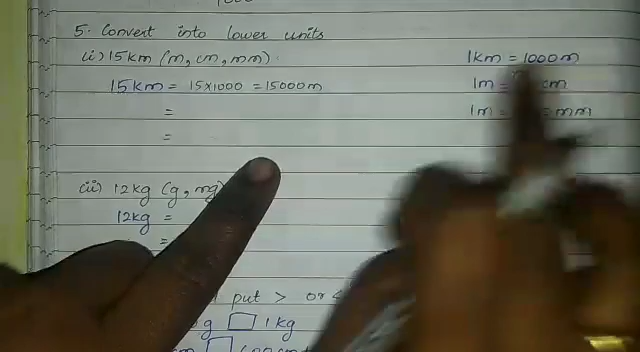 5. Convert into lower units
(i) 15km (m, cm, mm).
1km = 1000m
15km = 15x1000 = 15000m
1m = cm
=
1m = = mm
=
(ii) 12kg (g, mg)
12kg =
=
put > or <
g □ 1kg